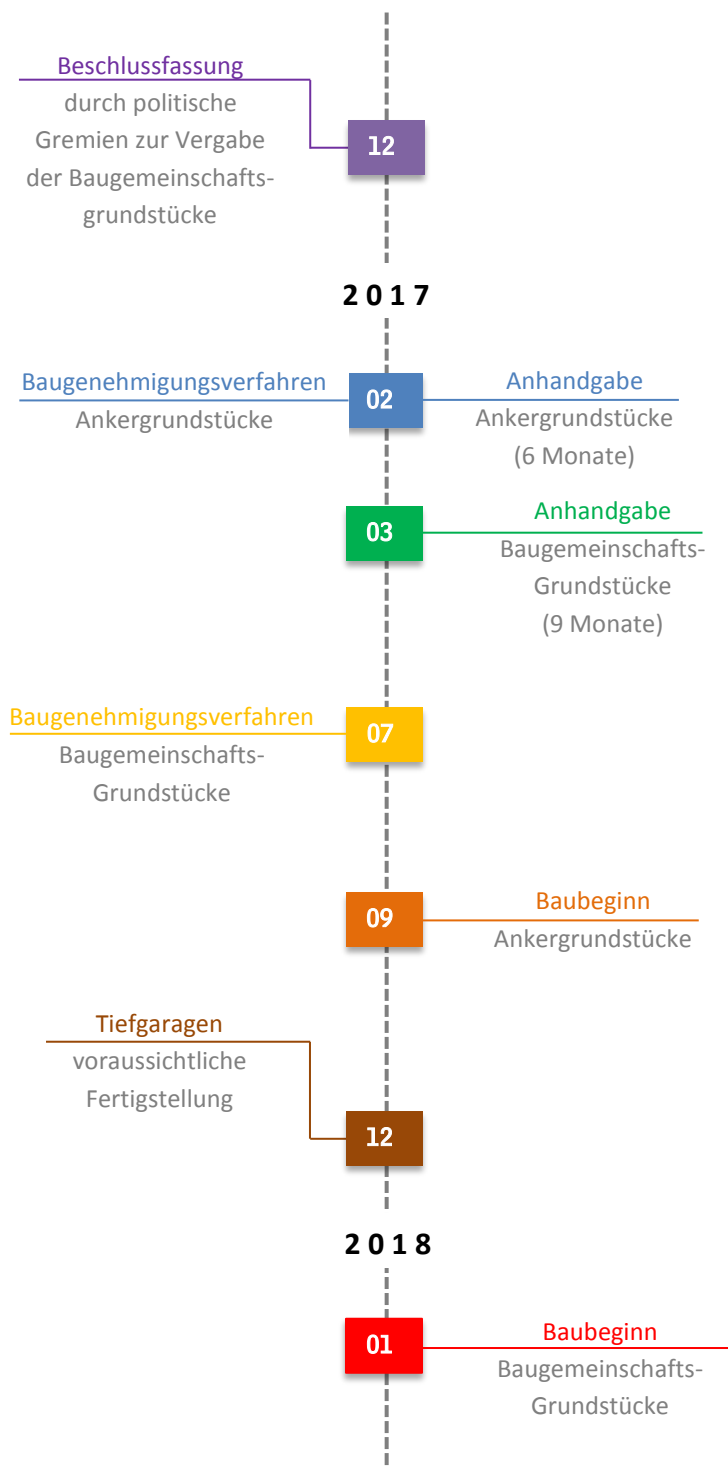 Beschlussfassung
durch politische
Gremien zur Vergabe
der Baugemeinschafts-
grundstücke
12
2017
Baugenehmigungsverfahren
Ankergrundstücke
02
Anhandgabe
Ankergrundstücke
(6 Monate)
03
Anhandgabe
Baugemeinschafts-
Grundstücke
(9 Monate)
Baugenehmigungsverfahren
Baugemeinschafts-
Grundstücke
07
09
Baubeginn
Ankergrundstücke
Tiefgaragen
voraussichtliche
Fertigstellung
12
2018
01
Baubeginn
Baugemeinschafts-
Grundstücke